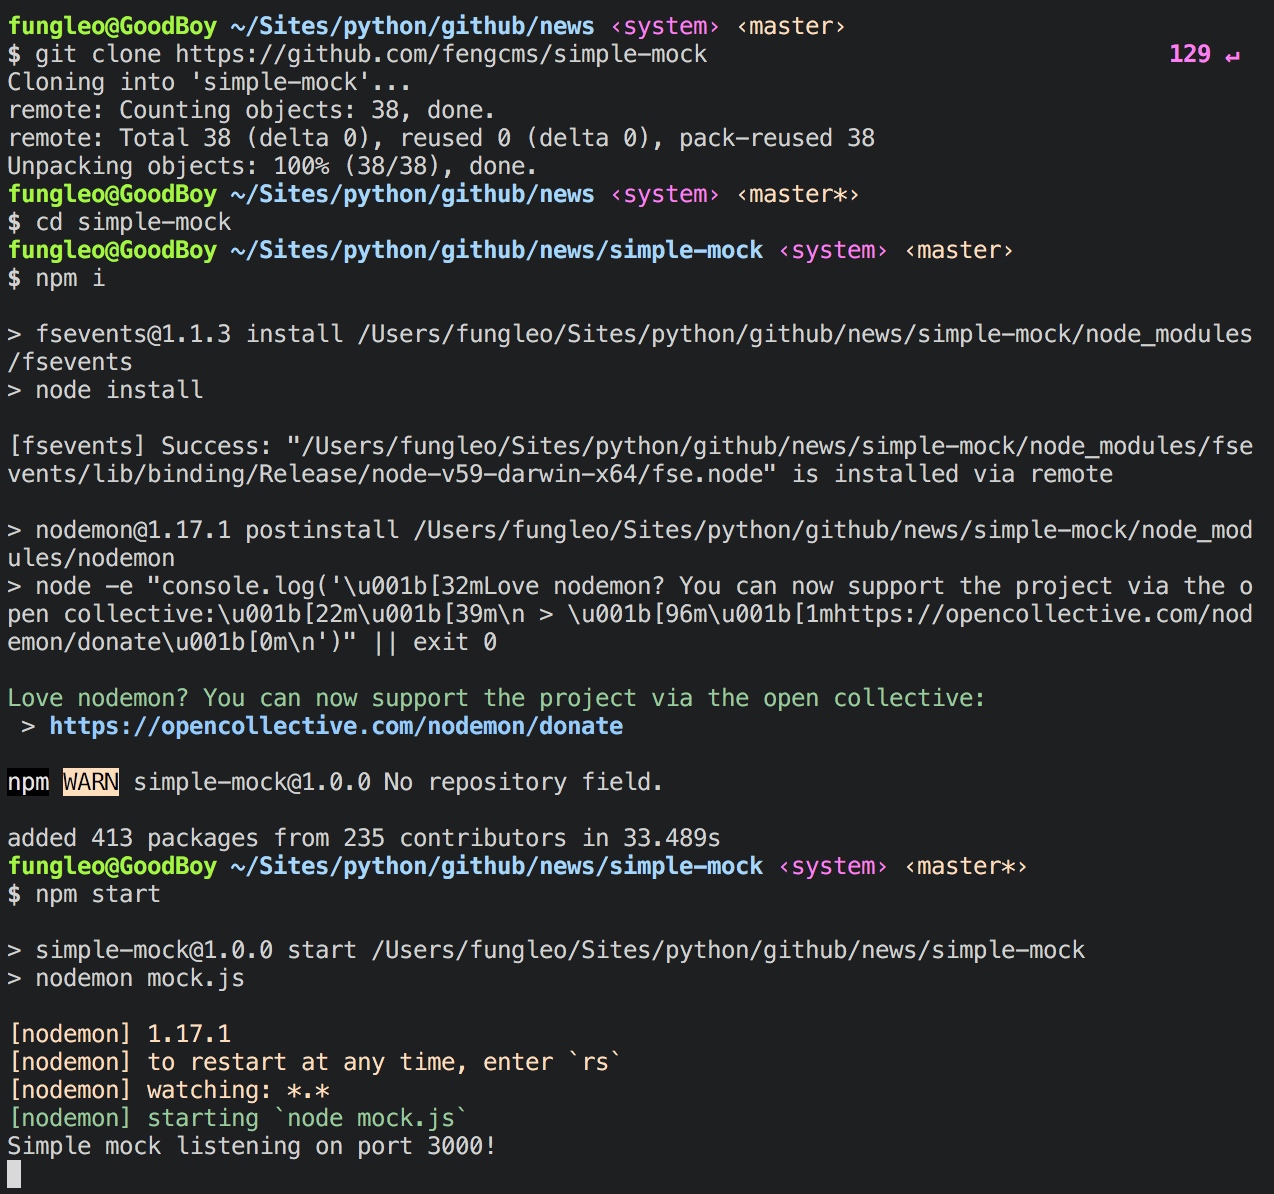 fungleo@GoodBoy ~/Sites/python/github/news ‹system› ‹master›
$ git clone https://github.com/fengcms/simple-mock 129 ↵
Cloning into 'simple-mock'...
remote: Counting objects: 38, done.
remote: Total 38 (delta 0), reused 0 (delta 0), pack-reused 38
Unpacking objects: 100% (38/38), done.
fungleo@GoodBoy ~/Sites/python/github/news ‹system› ‹master*›
$ cd simple-mock
fungleo@GoodBoy ~/Sites/python/github/news/simple-mock ‹system› ‹master›
$ npm i
> fsevents@1.1.3 install /Users/fungleo/Sites/python/github/news/simple-mock/node_modules
/fsevents
> node install
[fsevents] Success: "/Users/fungleo/Sites/python/github/news/simple-mock/node_modules/fse
vents/lib/binding/Release/node-v59-darwin-x64/fse.node" is installed via remote
> nodemon@1.17.1 postinstall /Users/fungleo/Sites/python/github/news/simple-mock/node_mod
ules/nodemon
> node -e "console.log('\u001b[32mLove nodemon? You can now support the project via the o
pen collective:\u001b[22m\u001b[39m\n > \u001b[96m\u001b[1mhttps://opencollective.com/nod
emon/donate\u001b[0m\n')" || exit 0
Love nodemon? You can now support the project via the open collective:
 > https://opencollective.com/nodemon/donate
npm WARN simple-mock@1.0.0 No repository field.
added 413 packages from 235 contributors in 33.489s
fungleo@GoodBoy ~/Sites/python/github/news/simple-mock ‹system› ‹master*›
$ npm start
> simple-mock@1.0.0 start /Users/fungleo/Sites/python/github/news/simple-mock
> nodemon mock.js
[nodemon] 1.17.1
[nodemon] to restart at any time, enter `rs`
[nodemon] watching: *.*
[nodemon] starting `node mock.js`
Simple mock listening on port 3000!